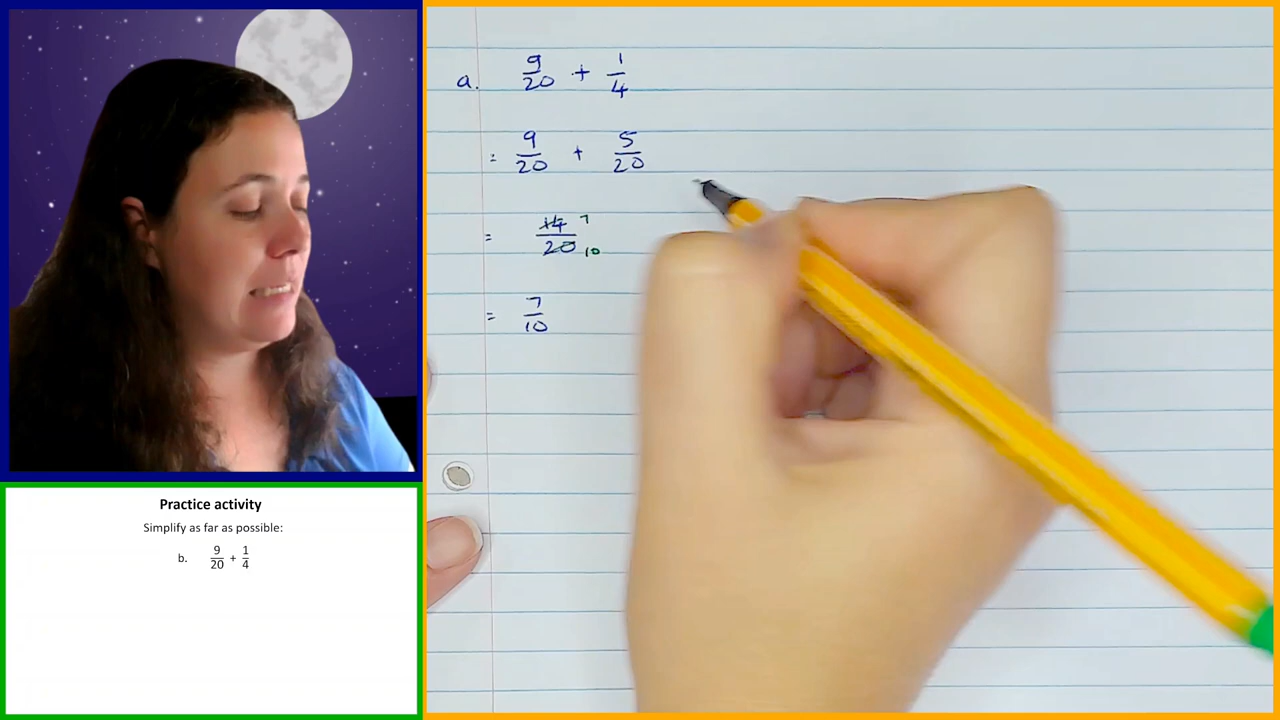 Practice activity
Simplify as far as possible:
b. 9/20 + 1/4
a. 9/20 + 1/4
= 9/20 + 5/20
= 14/20 7 10
= 7/10